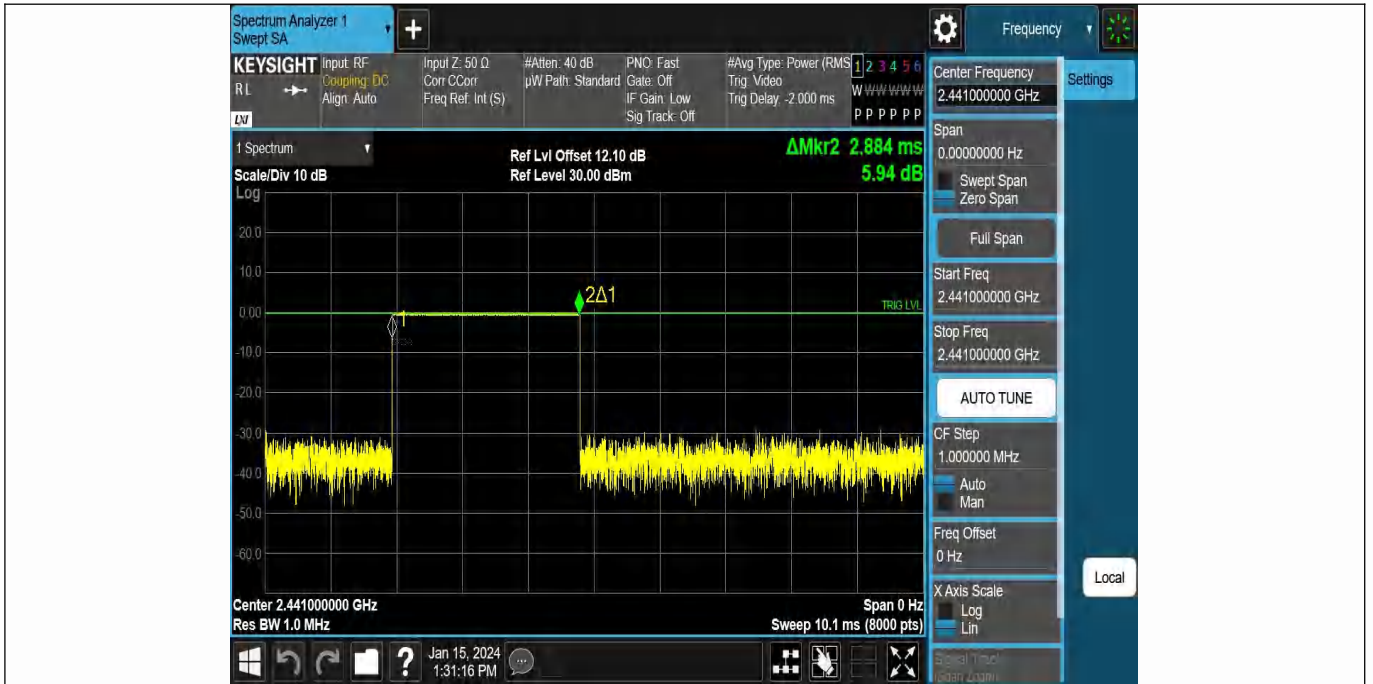 Spectrum Analyzer 1
Swept SA
+
Frequency
KEYSIGHT
RL
LXI
Input: RF
Coupling: DC
Align: Auto
Input Z: 50 Ω
Corr CCorr
Freq Ref: Int (S)
#Atten: 40 dB
µW Path: Standard
PNO: Fast
Gate: Off
IF Gain: Low
Sig Track: Off
#Avg Type: Power (RMS
Trig: Video
Trig Delay: -2.000 ms
1 2 3 4 5 6
W W W W W W
P P P P P P
Center Frequency
2.441000000 GHz
Settings
1 Spectrum
Scale/Div 10 dB
Ref Lvl Offset 12.10 dB
Ref Level 30.00 dBm
ΔMkr2 2.884 ms
5.94 dB
Log
20.0
10.0
0.00
-10.0
-20.0
-30.0
-40.0
-50.0
-60.0
1
2Δ1
TRIG LVL
Span
0.00000000 Hz
Swept Span
Zero Span
Full Span
Start Freq
2.441000000 GHz
Stop Freq
2.441000000 GHz
AUTO TUNE
CF Step
1.000000 MHz
Auto
Man
Freq Offset
0 Hz
X Axis Scale
Log
Lin
Signal Track
(Span Zoom)
Local
Center 2.441000000 GHz
Res BW 1.0 MHz
Span 0 Hz
Sweep 10.1 ms (8000 pts)
?
Jan 15, 2024
1:31:16 PM